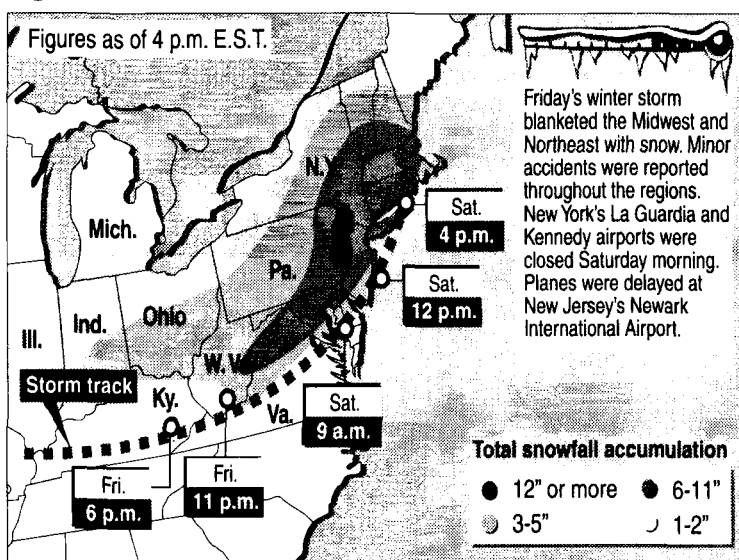 Figures as of 4 p.m. E.S.T.
Friday's winter storm
blanketed the Midwest and
Northeast with snow. Minor
accidents were reported
throughout the regions.
New York's La Guardia and
Kennedy airports were
closed Saturday morning.
Planes were delayed at
New Jersey's Newark
International Airport.
N.Y.
Mich.
Sat.
4 p.m.
Pa.
Sat.
12 p.m.
Ill.
Ind.
Ohio
W.V.
Storm track
Ky.
Va.
Sat.
9 a.m.
Fri.
6 p.m.
Fri.
11 p.m.
Total snowfall accumulation
12" or more
6-11"
3-5"
1-2"